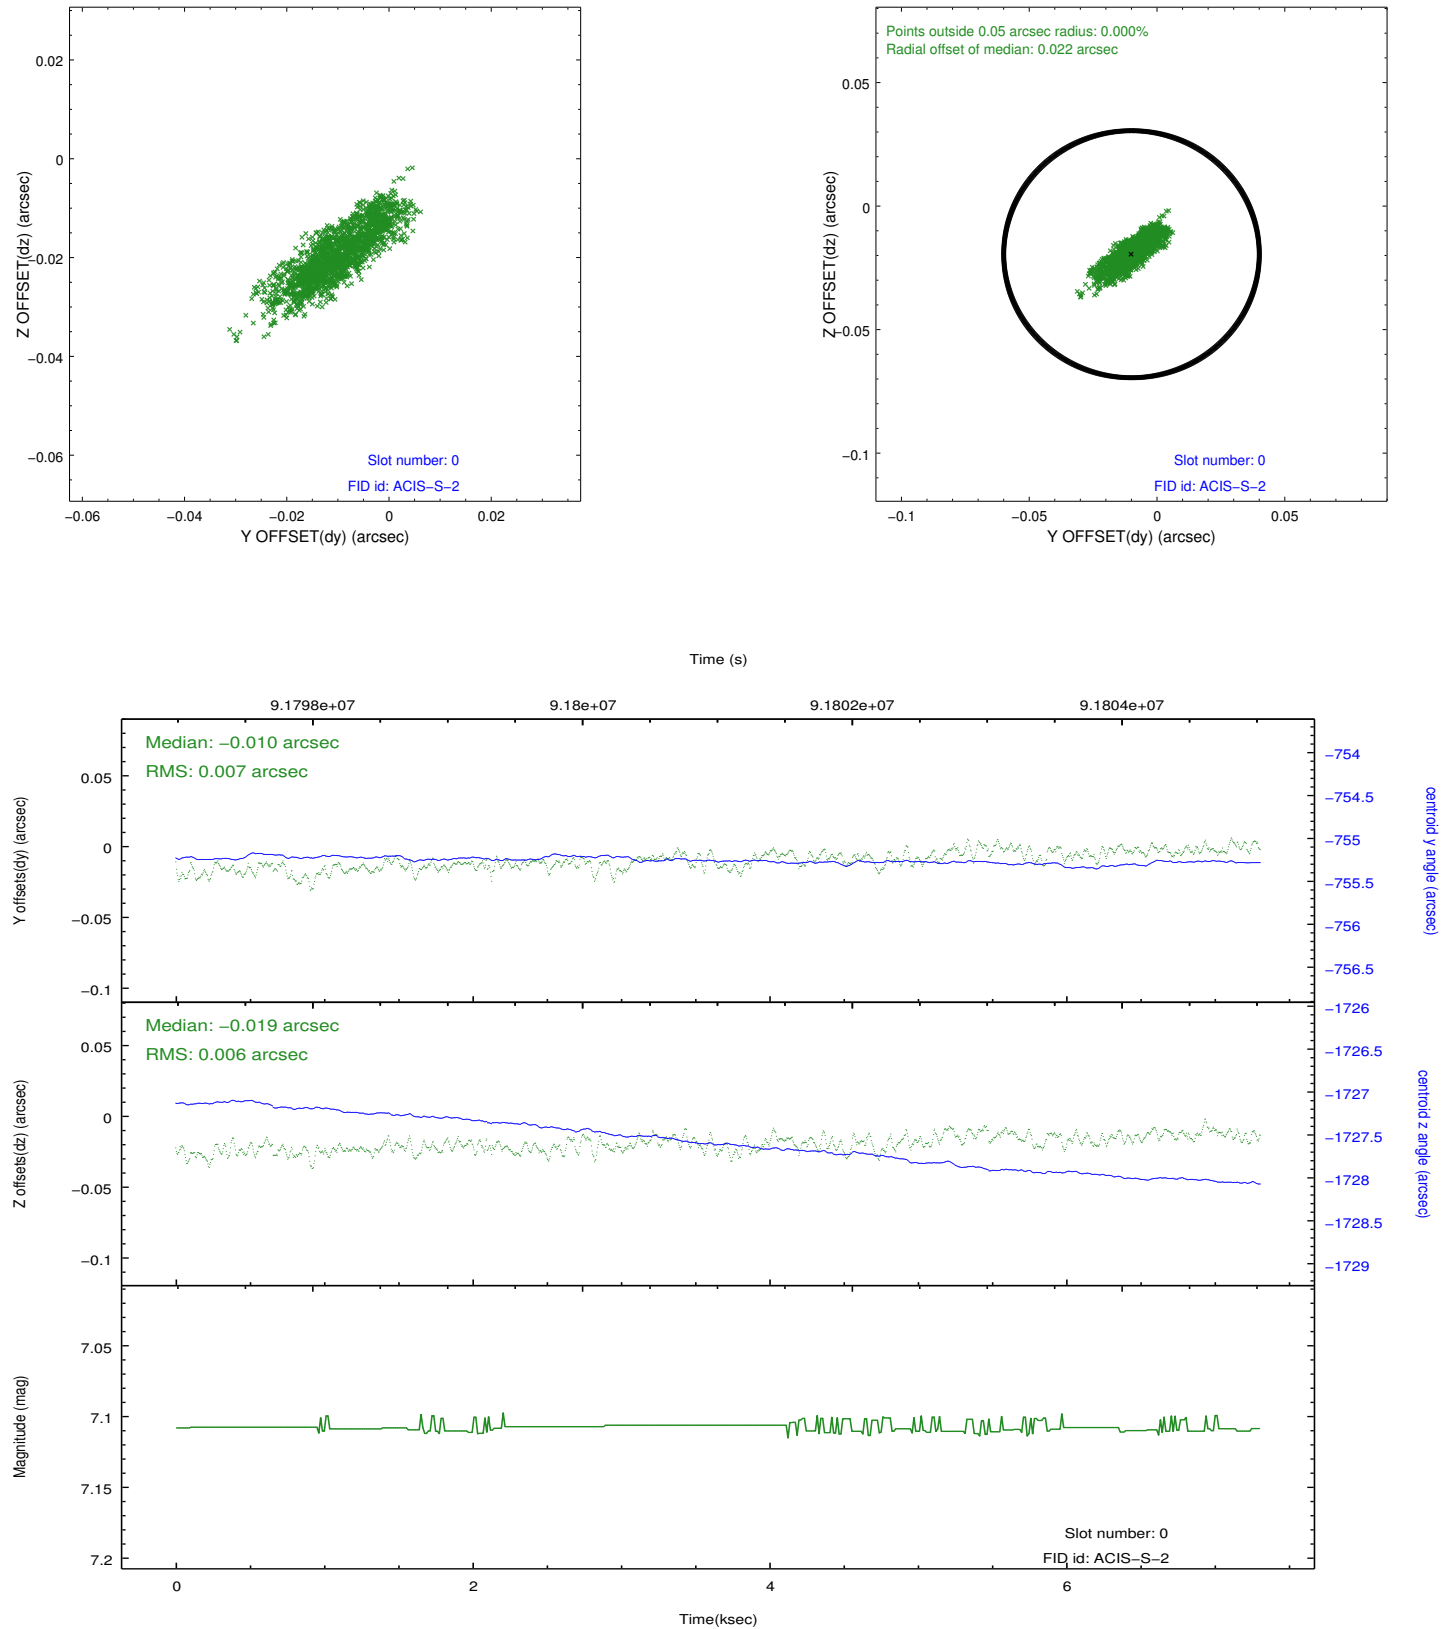 0.02
0
−0.02
−0.04
−0.06
Z OFFSET(dz) (arcsec)
Slot number: 0
FID id: ACIS−S−2
−0.06
−0.04
−0.02
0
0.02
Y OFFSET(dy) (arcsec)
Points outside 0.05 arcsec radius: 0.000%
Radial offset of median: 0.022 arcsec
0.05
0
−0.05
−0.1
Z OFFSET(dz) (arcsec)
Slot number: 0
FID id: ACIS−S−2
−0.1
−0.05
0
0.05
Y OFFSET(dy) (arcsec)
Time (s)
9.1798e+07
9.18e+07
9.1802e+07
9.1804e+07
Median: −0.010 arcsec
RMS: 0.007 arcsec
0.05
0
−0.05
−0.1
Y offsets(dy) (arcsec)
−754
−754.5
−755
−755.5
−756
−756.5
centroid y angle (arcsec)
Median: −0.019 arcsec
RMS: 0.006 arcsec
0.05
0
−0.05
−0.1
Z offsets(dz) (arcsec)
−1726
−1726.5
−1727
−1727.5
−1728
−1728.5
−1729
centroid z angle (arcsec)
7.05
7.1
7.15
7.2
Magnitude (mag)
Slot number: 0
FID id: ACIS−S−2
0
2
4
6
Time(ksec)